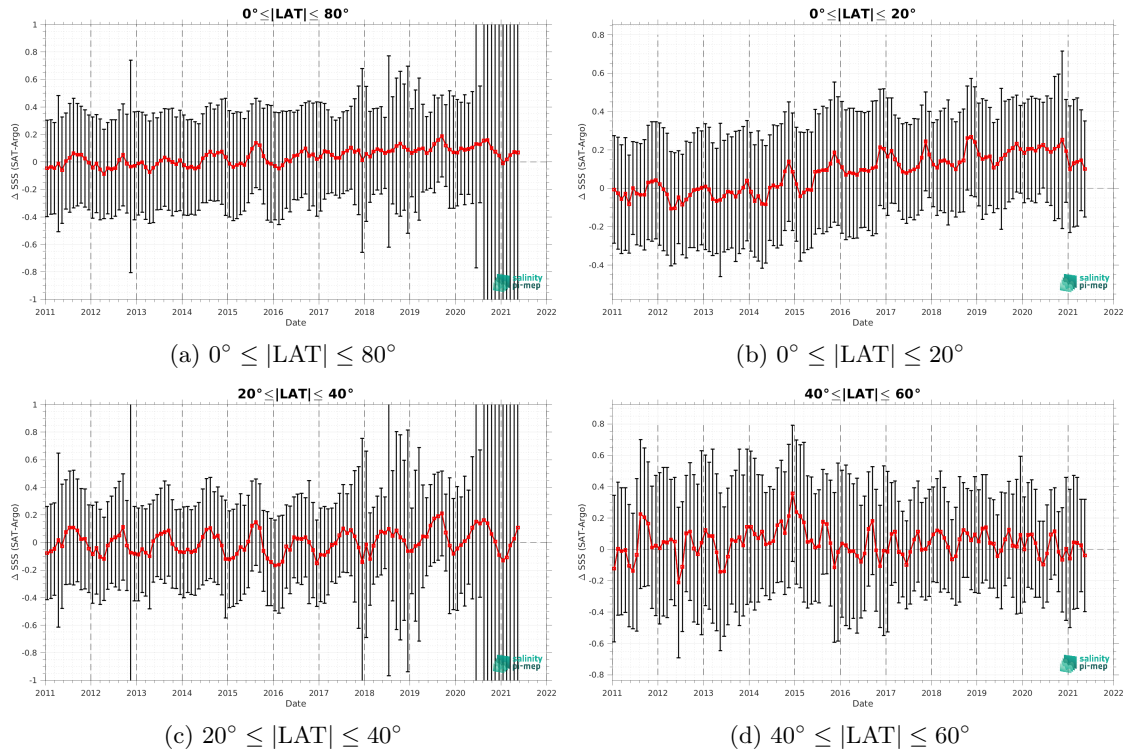 0°≤|LAT|≤ 80°
Δ SSS (SAT-Argo)
1
0.8
0.6
0.4
0.2
0
-0.2
-0.4
-0.6
-0.8
-1
salinity
pi-mep
2011 2012 2013 2014 2015 2016 2017 2018 2019 2020 2021 2022
Date
(a) 0° ≤ |LAT| ≤ 80°
0°≤|LAT|≤ 20°
Δ SSS (SAT-Argo)
0.8
0.6
0.4
0.2
0
-0.2
-0.4
salinity
pi-mep
2011 2012 2013 2014 2015 2016 2017 2018 2019 2020 2021 2022
Date
(b) 0° ≤ |LAT| ≤ 20°
20°≤|LAT|≤ 40°
Δ SSS (SAT-Argo)
1
0.8
0.6
0.4
0.2
0
-0.2
-0.4
-0.6
-0.8
-1
salinity
pi-mep
2011 2012 2013 2014 2015 2016 2017 2018 2019 2020 2021 2022
Date
(c) 20° ≤ |LAT| ≤ 40°
40°≤|LAT|≤ 60°
Δ SSS (SAT-Argo)
0.8
0.6
0.4
0.2
0
-0.2
-0.4
-0.6
-0.8
salinity
pi-mep
2011 2012 2013 2014 2015 2016 2017 2018 2019 2020 2021 2022
Date
(d) 40° ≤ |LAT| ≤ 60°